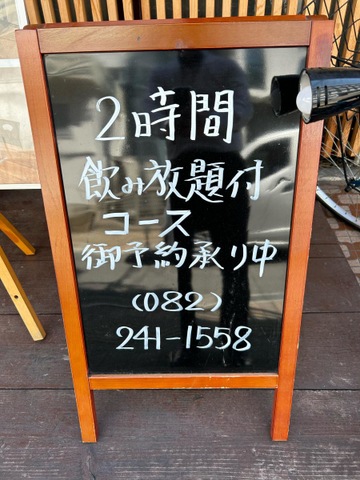 2時間
飲み放題付
コース
御予約承り中
(082)
241-1558